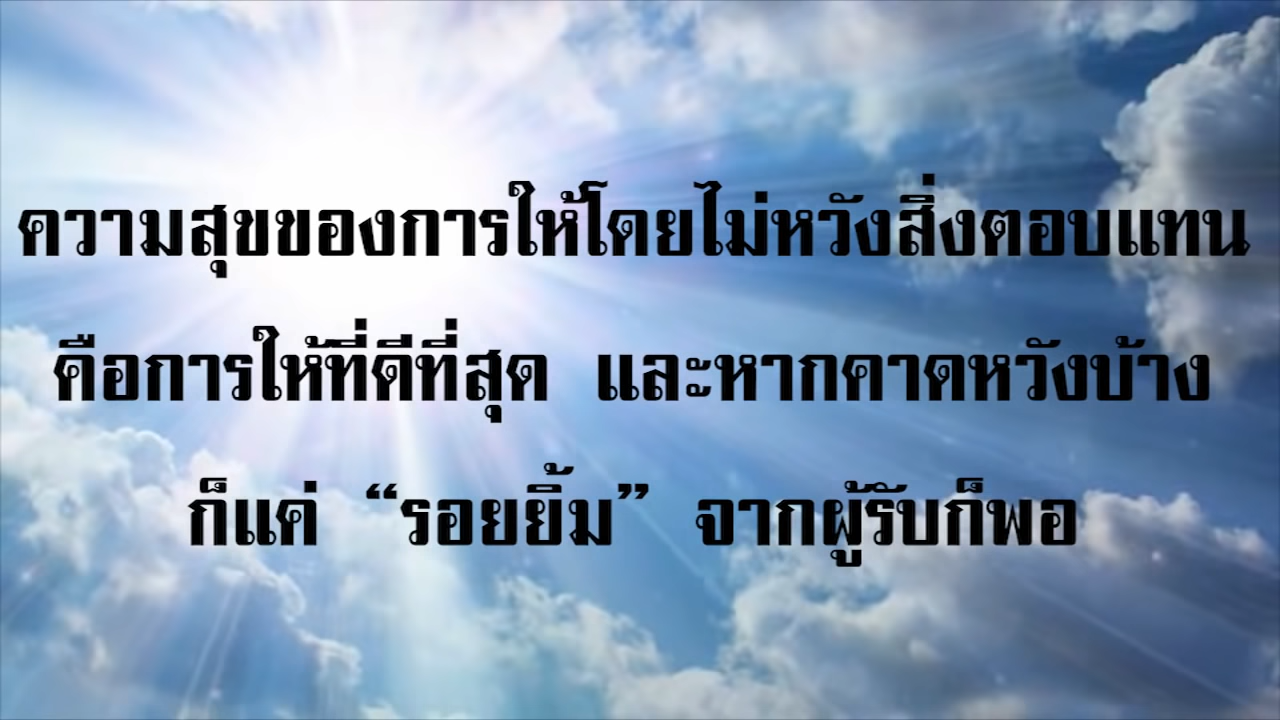 ความสุขของการให้โดยไม่หวังสิ่งตอบแทน
คือการให้ที่ดีที่สุด และหากคาดหวังบ้าง
ก็แค่ “รอยยิ้ม” จากผู้รับก็พอ